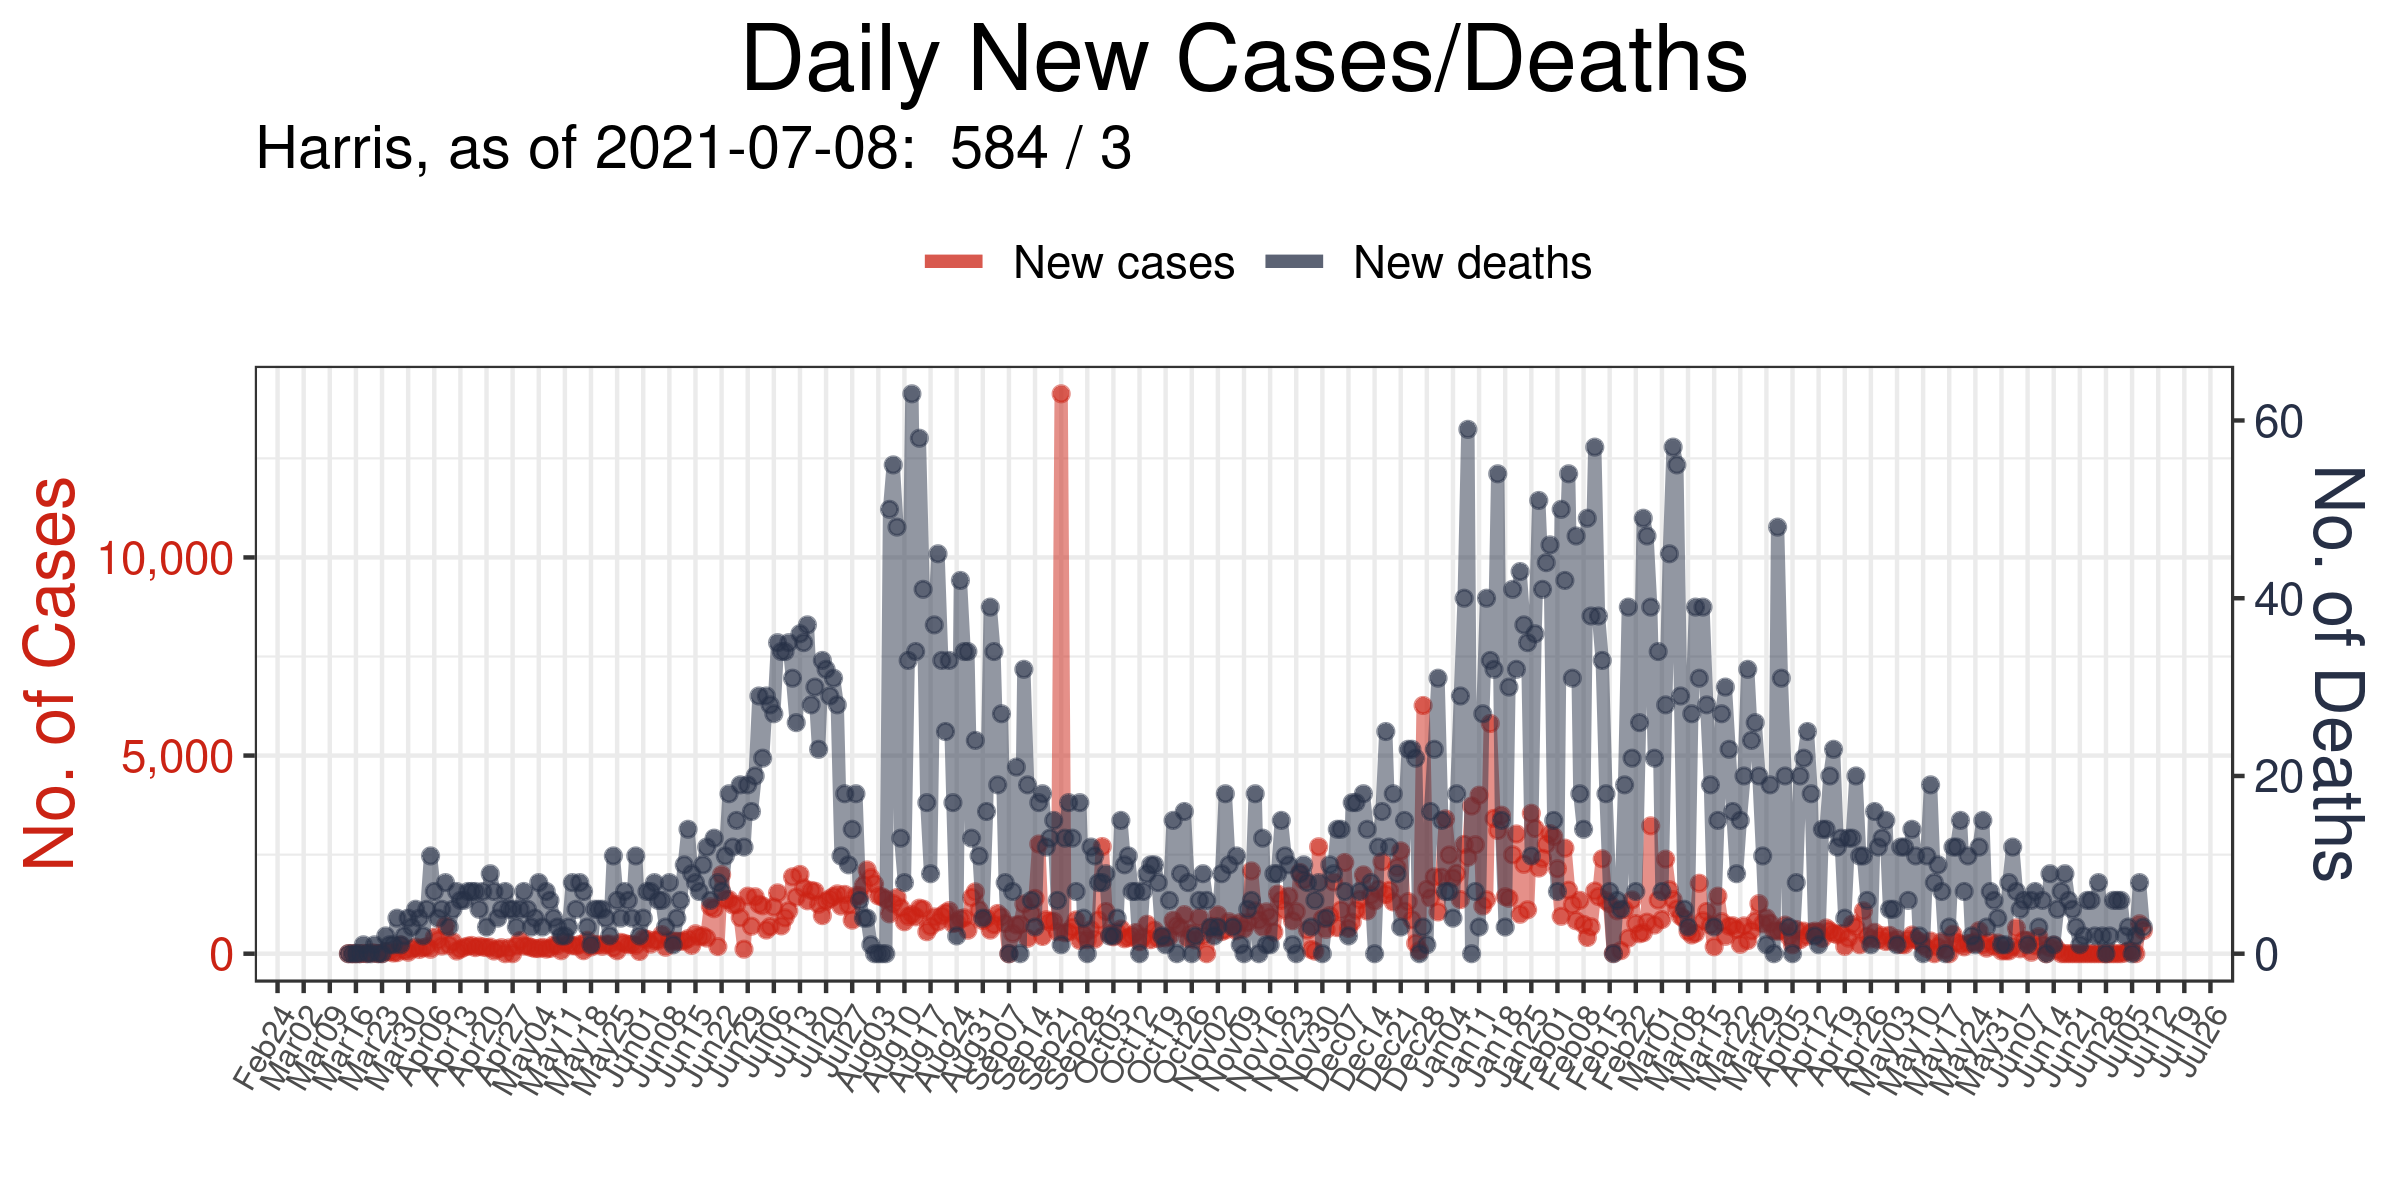 Daily New Cases/Deaths
Harris, as of 2021-07-08:  584 / 3
New cases
New deaths
No. of Cases
10,000
5,000
0
60
40
20
0
No. of Deaths
Feb24
Mar02
Mar09
Mar16
Mar23
Mar30
Apr06
Apr13
Apr20
Apr27
May04
May11
May18
May25
Jun01
Jun08
Jun15
Jun22
Jun29
Jul06
Jul13
Jul20
Jul27
Aug03
Aug10
Aug17
Aug24
Aug31
Sep07
Sep14
Sep21
Sep28
Oct05
Oct12
Oct19
Oct26
Nov02
Nov09
Nov16
Nov23
Nov30
Dec07
Dec14
Dec21
Dec28
Jan04
Jan11
Jan18
Jan25
Feb01
Feb08
Feb15
Feb22
Mar01
Mar08
Mar15
Mar22
Mar29
Apr05
Apr12
Apr19
Apr26
May03
May10
May17
May24
May31
Jun07
Jun14
Jun21
Jun28
Jul05
Jul12
Jul19
Jul26